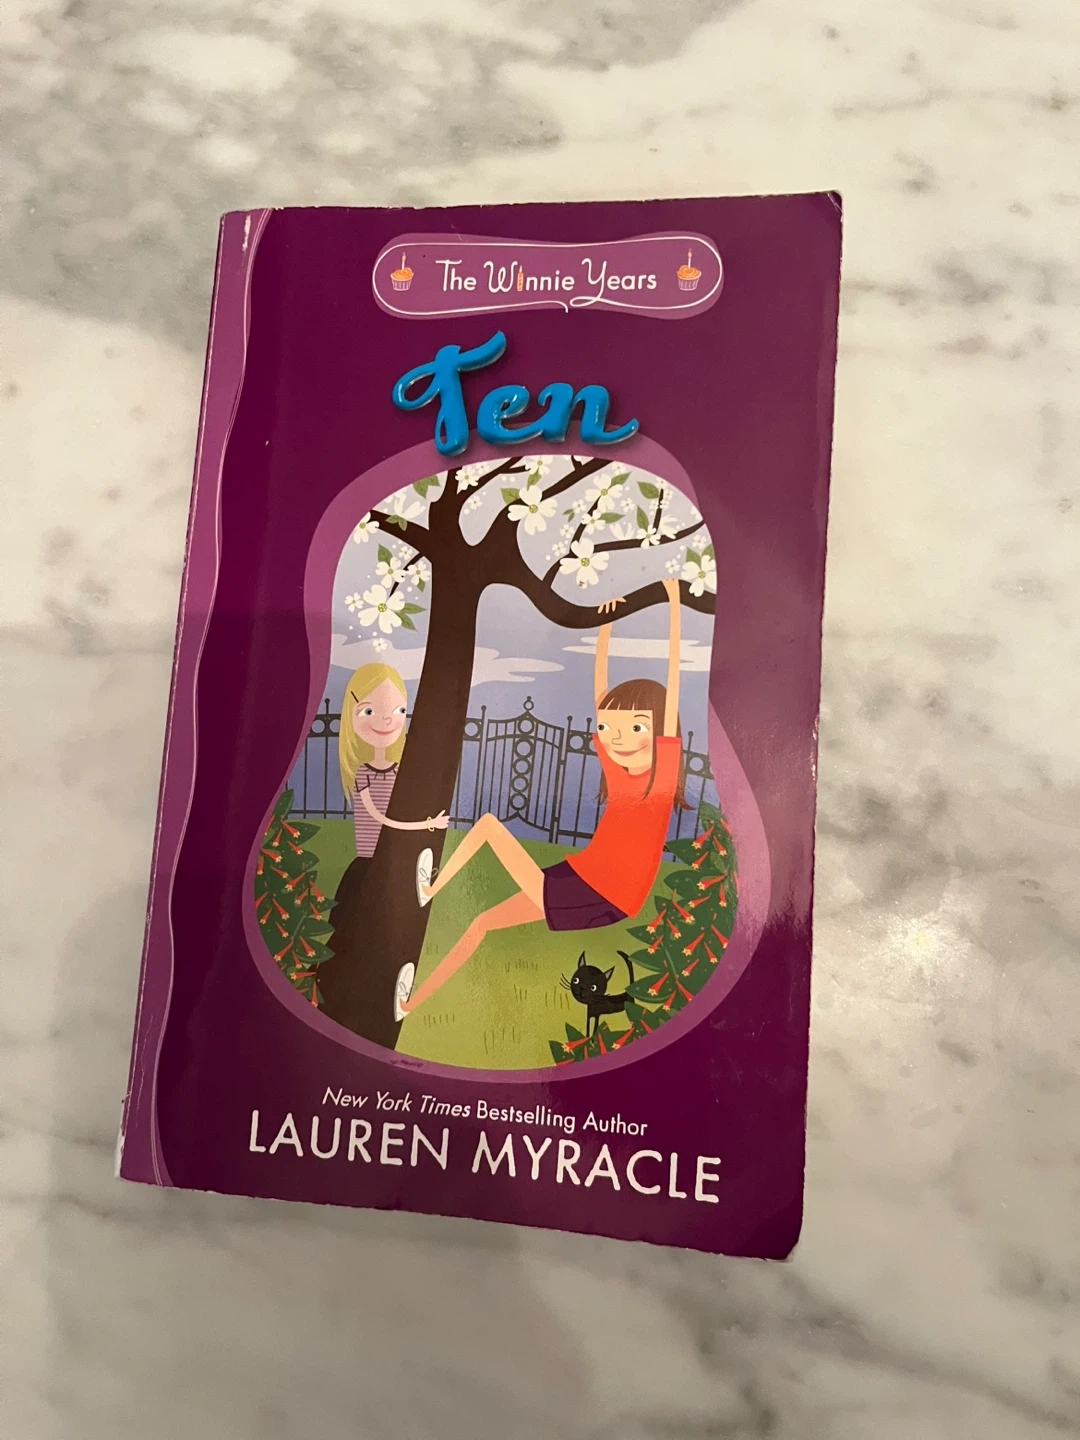 The Winnie Years
Ten
New York Times Bestselling Author
LAUREN MYRACLE